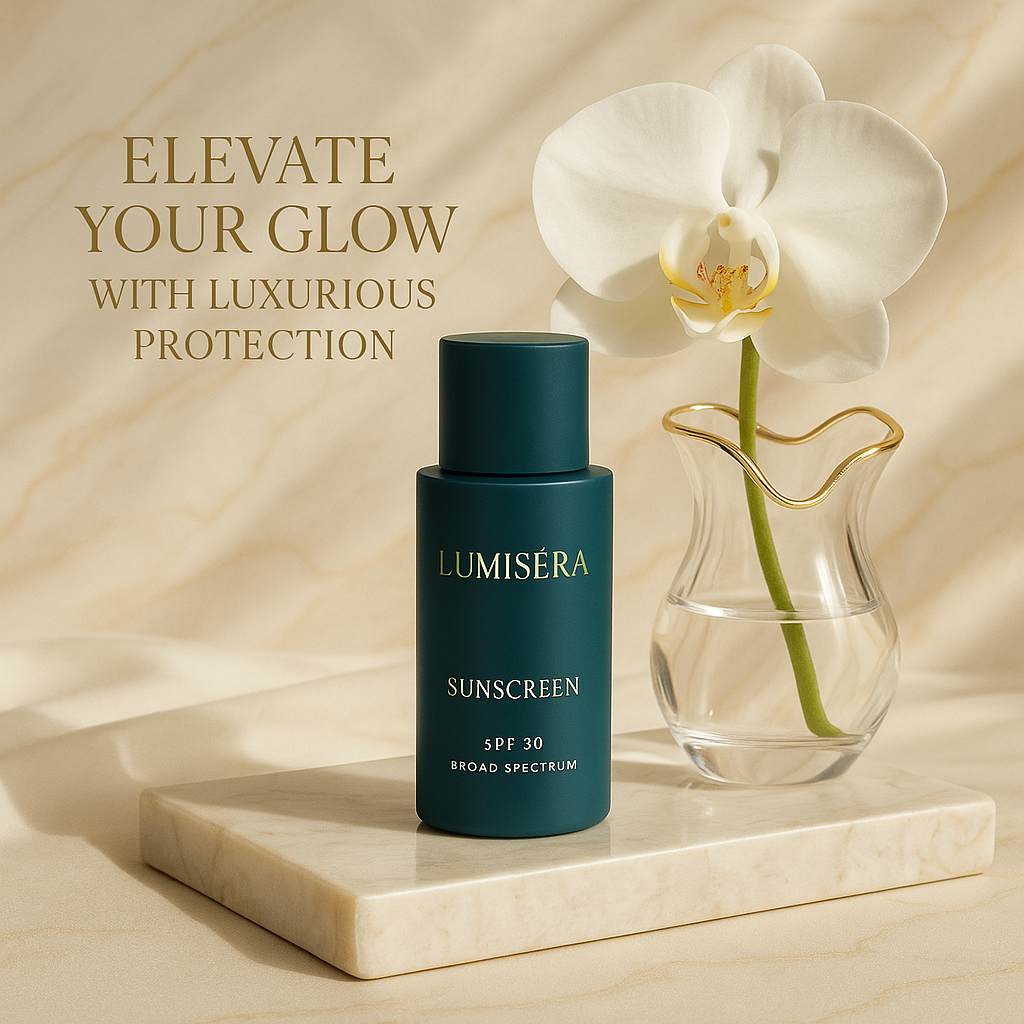 ELEVATE
YOUR GLOW
WITH LUXURIOUS
PROTECTION
LUMISÉRA
SUNSCREEN
5PF 30
BROAD SPECTRUM